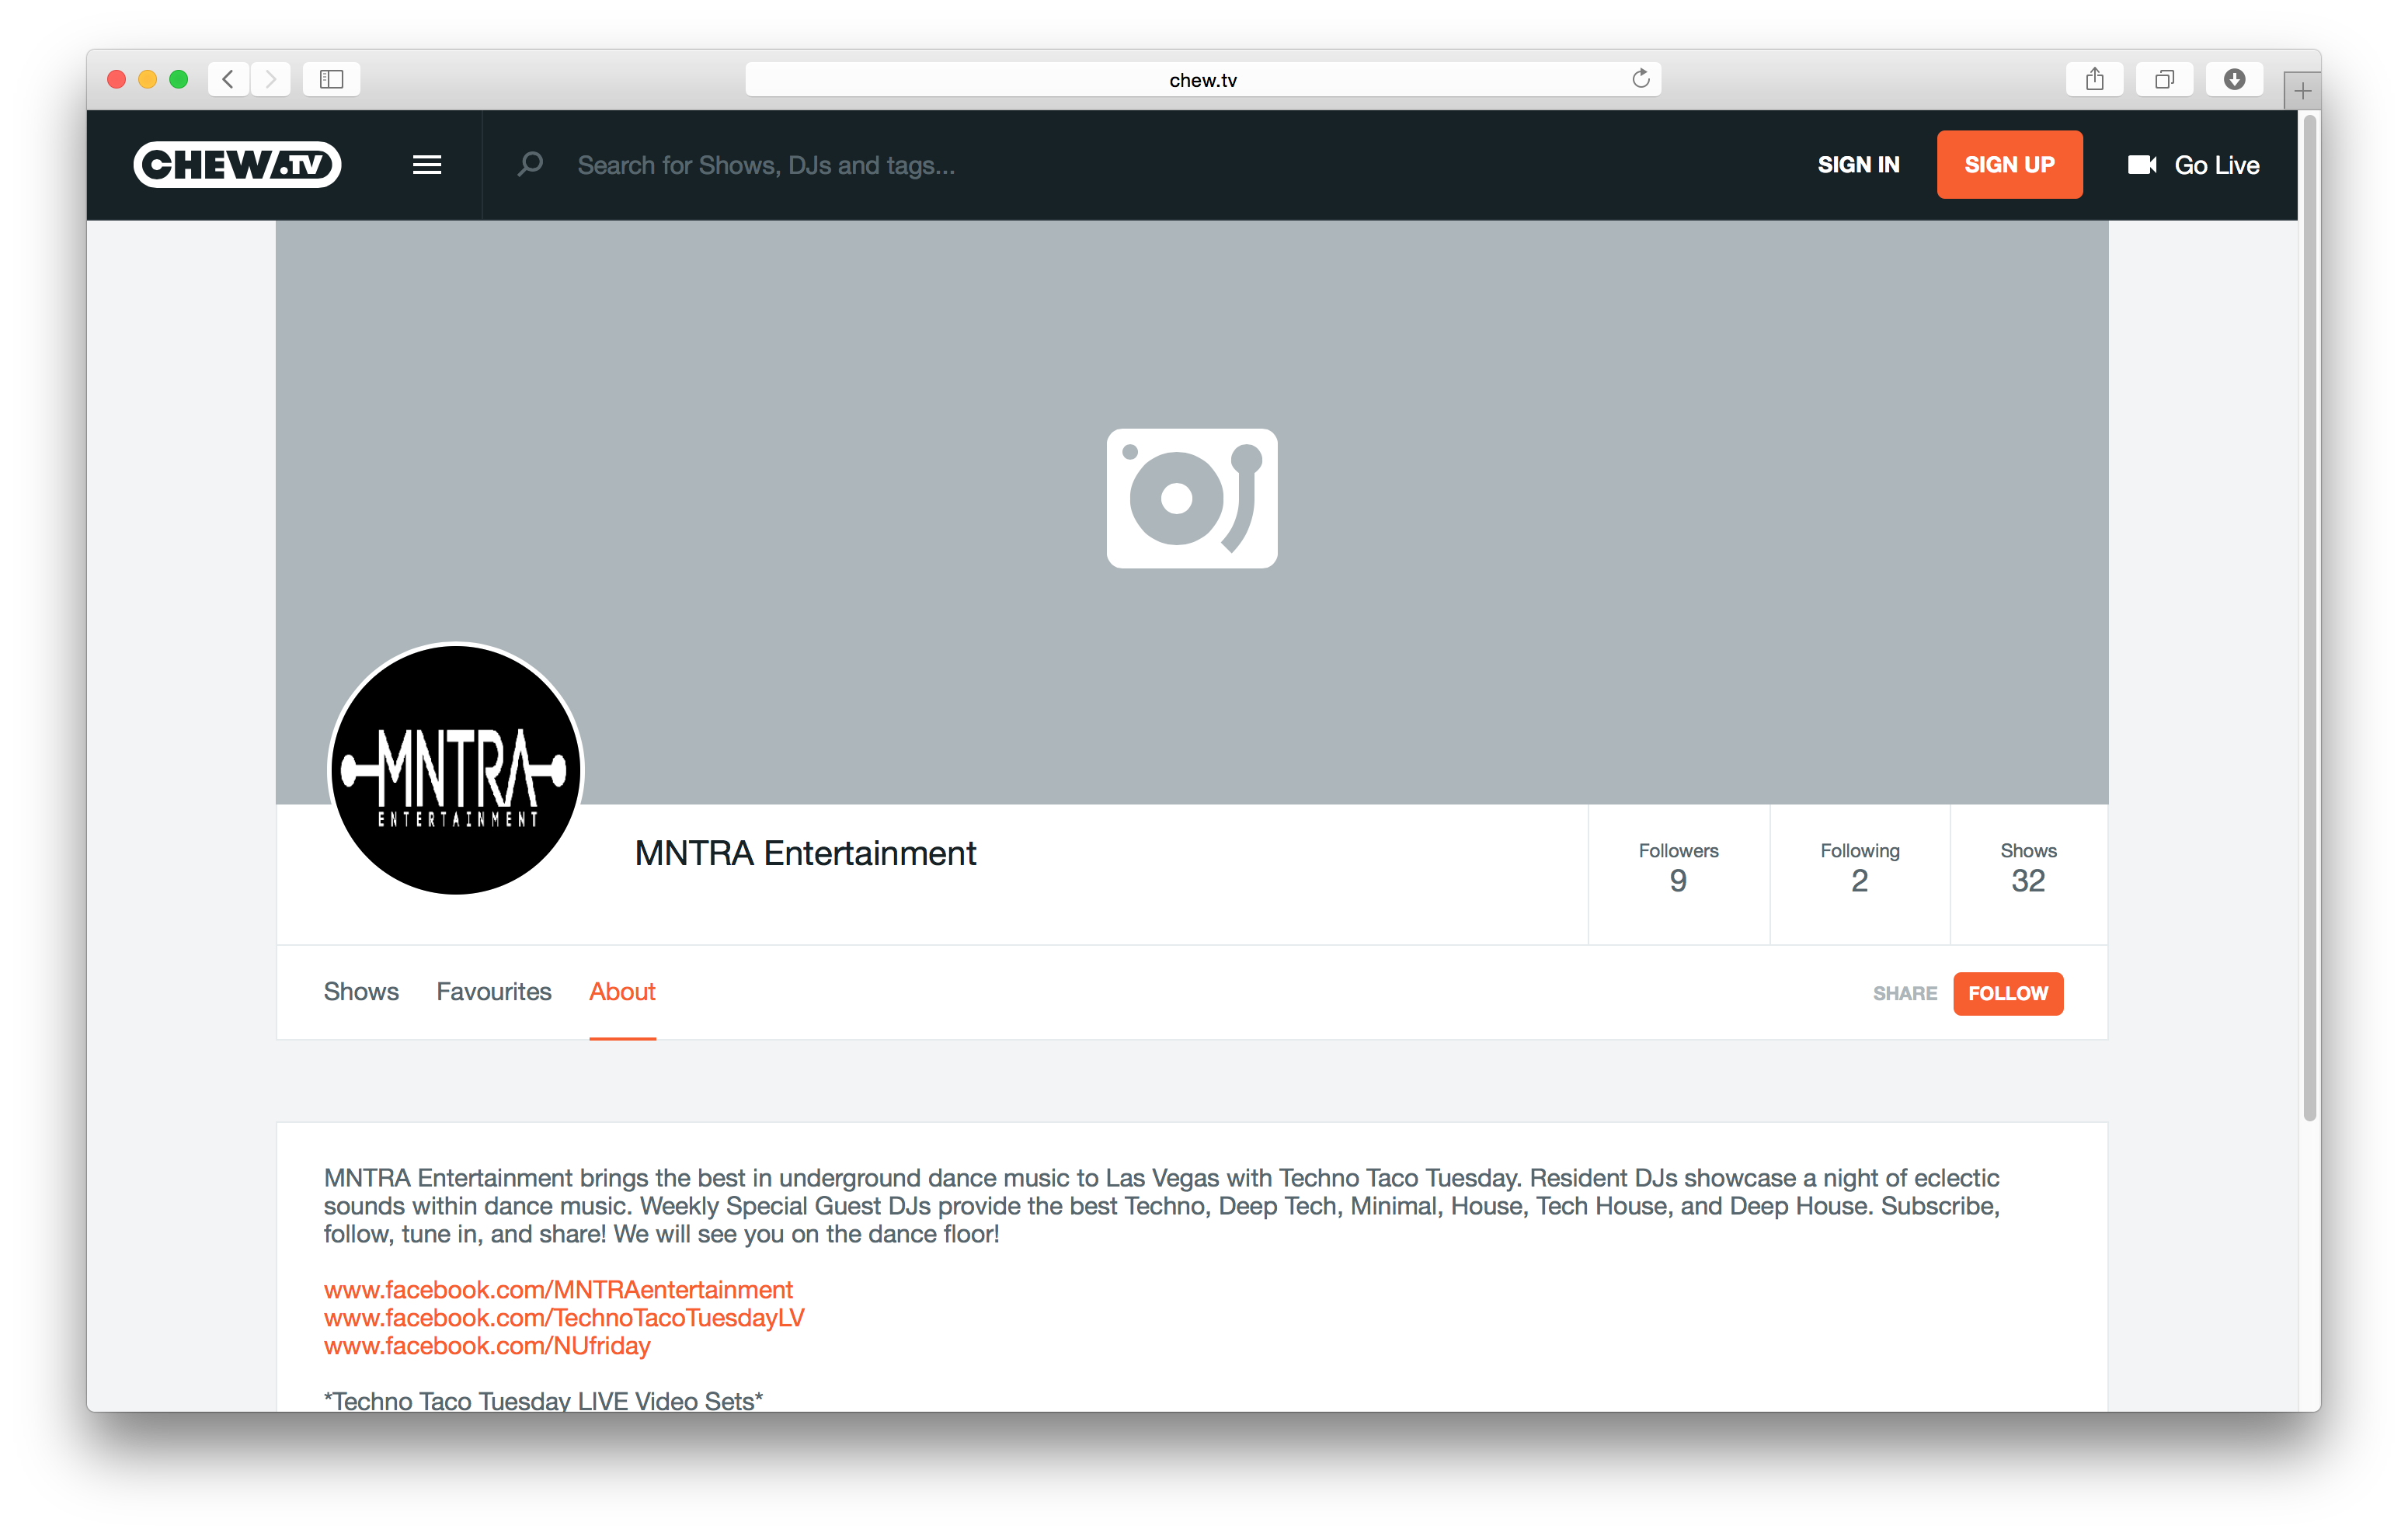 chew.tv
CHEW.TV
Search for Shows, DJs and tags...
SIGN IN
SIGN UP
Go Live
MNTRA
ENTERTAINMENT
MNTRA Entertainment
Followers
9
Following
2
Shows
32
Shows
Favourites
About
SHARE
FOLLOW
MNTRA Entertainment brings the best in underground dance music to Las Vegas with Techno Taco Tuesday. Resident DJs showcase a night of eclectic
sounds within dance music. Weekly Special Guest DJs provide the best Techno, Deep Tech, Minimal, House, Tech House, and Deep House. Subscribe,
follow, tune in, and share! We will see you on the dance floor!
www.facebook.com/MNTRAentertainment
www.facebook.com/TechnoTacoTuesdayLV
www.facebook.com/NUfriday
*Techno Taco Tuesday LIVE Video Sets*